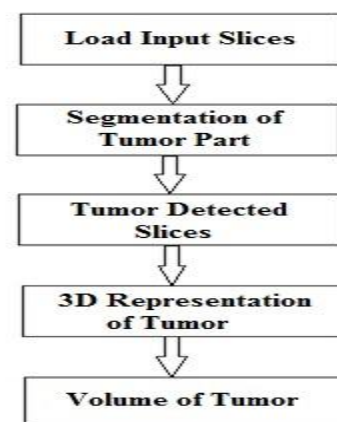 Load Input Slices
Segmentation of
Tumor Part
Tumor Detected
Slices
3D Representation
of Tumor
Volume of Tumor